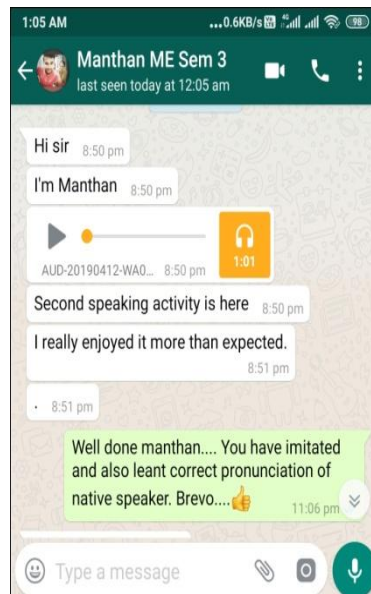 1:05 AM ...0.6KB/s 4G 98
Manthan ME Sem 3
last seen today at 12:05 am
Hi sir 8:50 pm
I'm Manthan 8:50 pm
1:01
AUD-20190412-WA0... 8:50 pm
Second speaking activity is here 8:50 pm
I really enjoyed it more than expected.
8:51 pm
. 8:51 pm
Well done manthan.... You have imitated
and also leant correct pronunciation of
native speaker. Brevo....👍
11:06 pm
Type a message